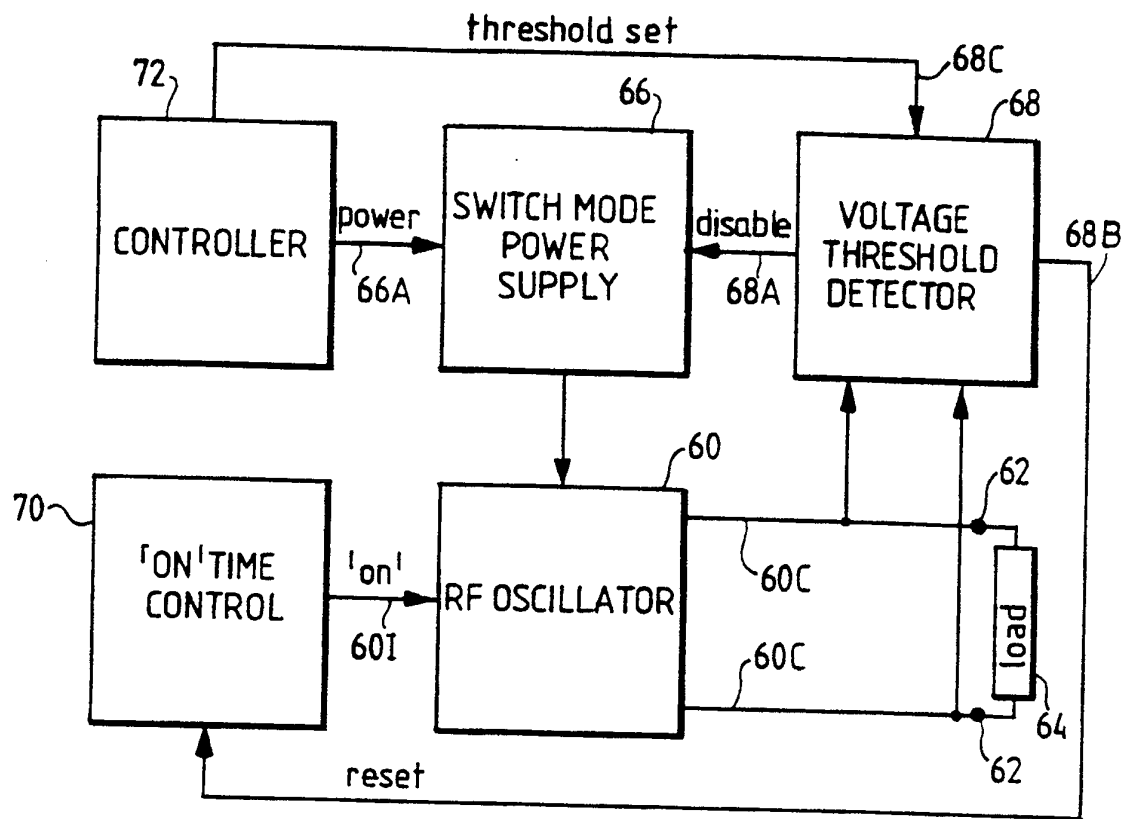 threshold set
68C
72
66
68
CONTROLLER
power
66A
SWITCH MODE
POWER
SUPPLY
disable
68A
VOLTAGE
THRESHOLD
DETECTOR
68B
70
'ON' TIME
CONTROL
'on'
60I
60
RF OSCILLATOR
60C
60C
62
load
64
62
reset